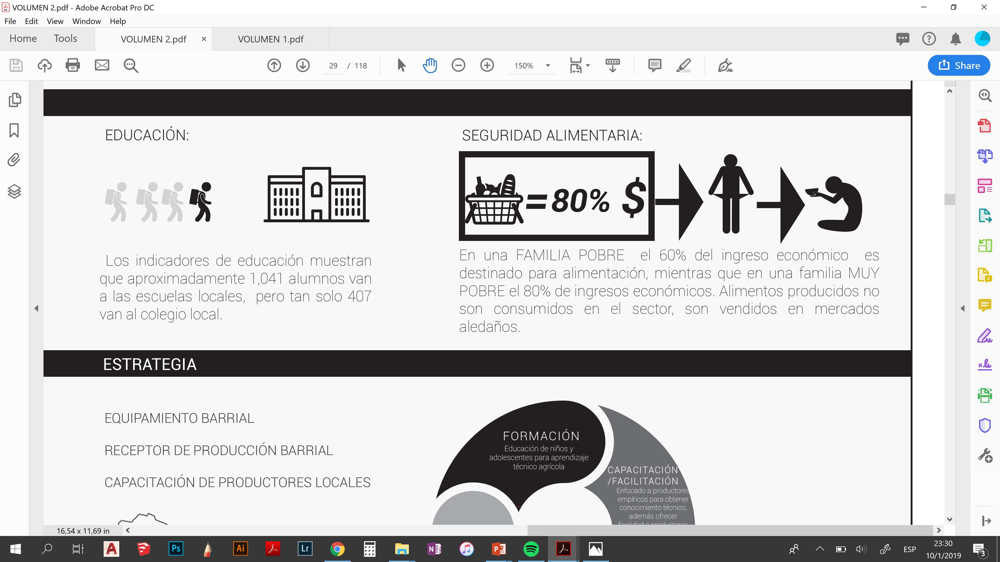 VOLUMEN 2.pdf - Adobe Acrobat Pro DC
File Edit View Window Help
Home Tools VOLUMEN 2.pdf VOLUMEN 1.pdf
29 / 118 150% Share
EDUCACIÓN:
Los indicadores de educación muestran
que aproximadamente 1,041 alumnos van
a las escuelas locales, pero tan solo 407
van al colegio local.
SEGURIDAD ALIMENTARIA:
=80% $
En una FAMILIA POBRE el 60% del ingreso económico es
destinado para alimentación, mientras que en una familia MUY
POBRE el 80% de ingresos económicos. Alimentos producidos no
son consumidos en el sector, son vendidos en mercados
aledaños.
ESTRATEGIA
EQUIPAMIENTO BARRIAL
RECEPTOR DE PRODUCCIÓN BARRIAL
CAPACITACIÓN DE PRODUCTORES LOCALES
FORMACIÓN
Educación de niños y
adolescentes para aprendizaje
técnico agrícola
CAPACITACIÓN
/FACILITACIÓN
Enfocado a productores
empíricos para obtener
conocimiento técnico,
además ofrecer
facilidad a productores
16,54 x 11,69 in
Ps Ai Lr N P ESP
23:30
10/1/2019
3